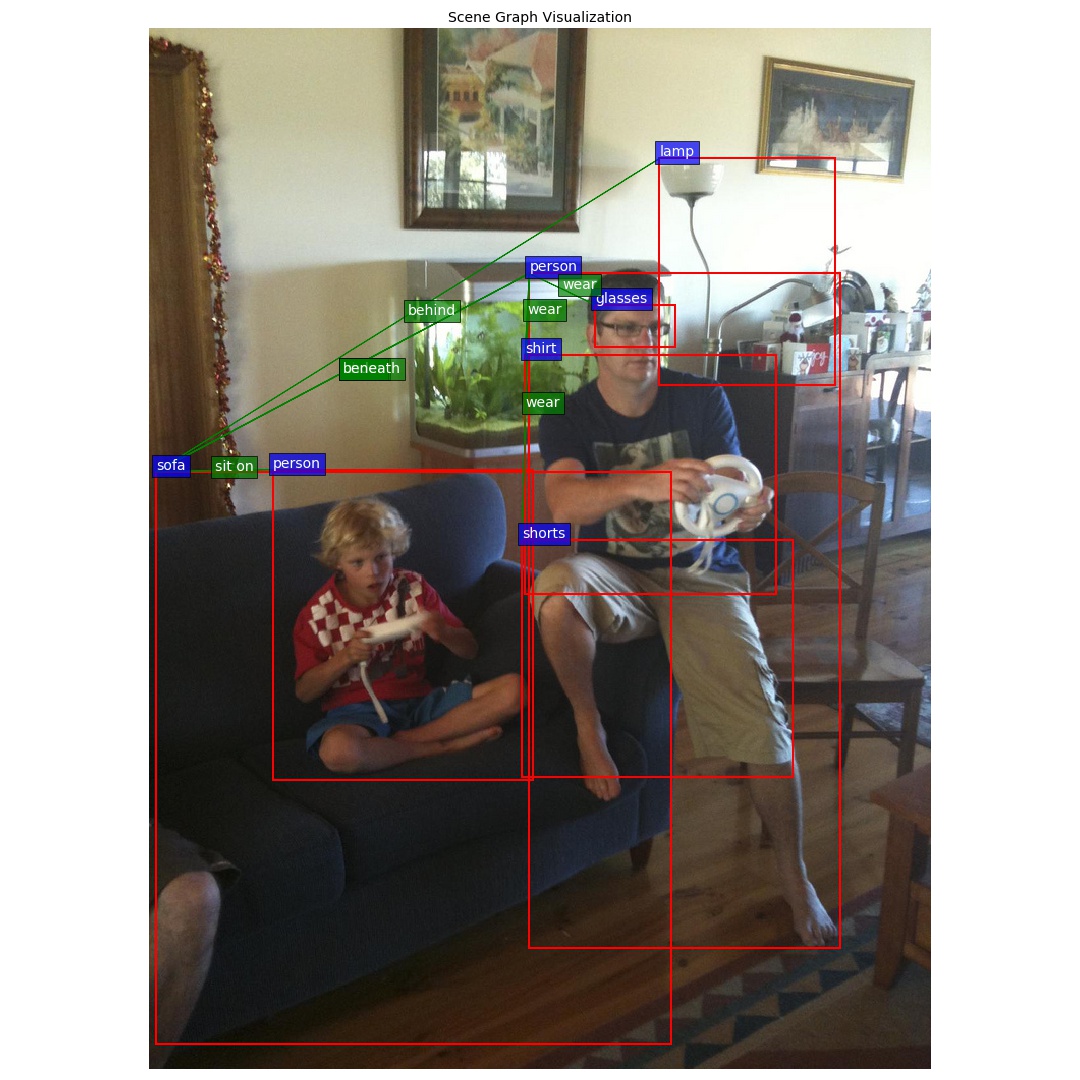 Scene Graph Visualization
lamp
person
wear
glasses
behind
wear
shirt
beneath
wear
sofa
sit on
person
shorts